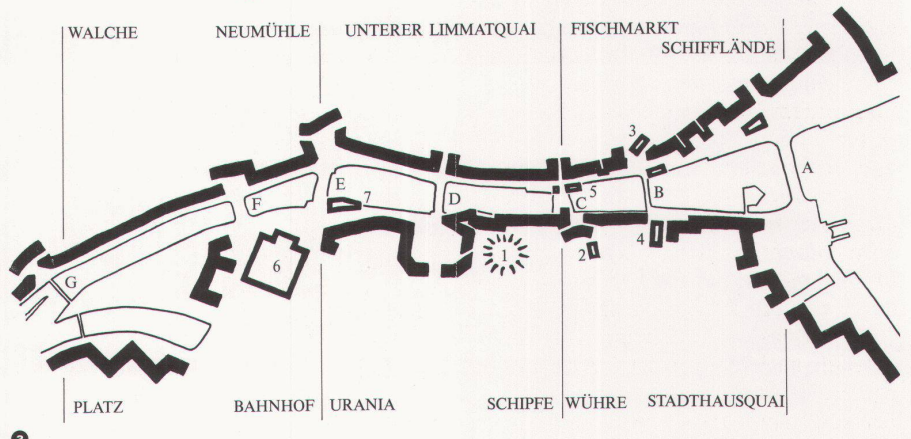 WALCHE NEUMÜHLE UNTERER LIMMATQUAI FISCHMARKT
SCHIFFLÄNDE
3
A
E
7
5
B
F
D
C
1
2
4
6
G
PLATZ BAHNHOF URANIA SCHIPFE WÜHRE STADTHAUSQUAI